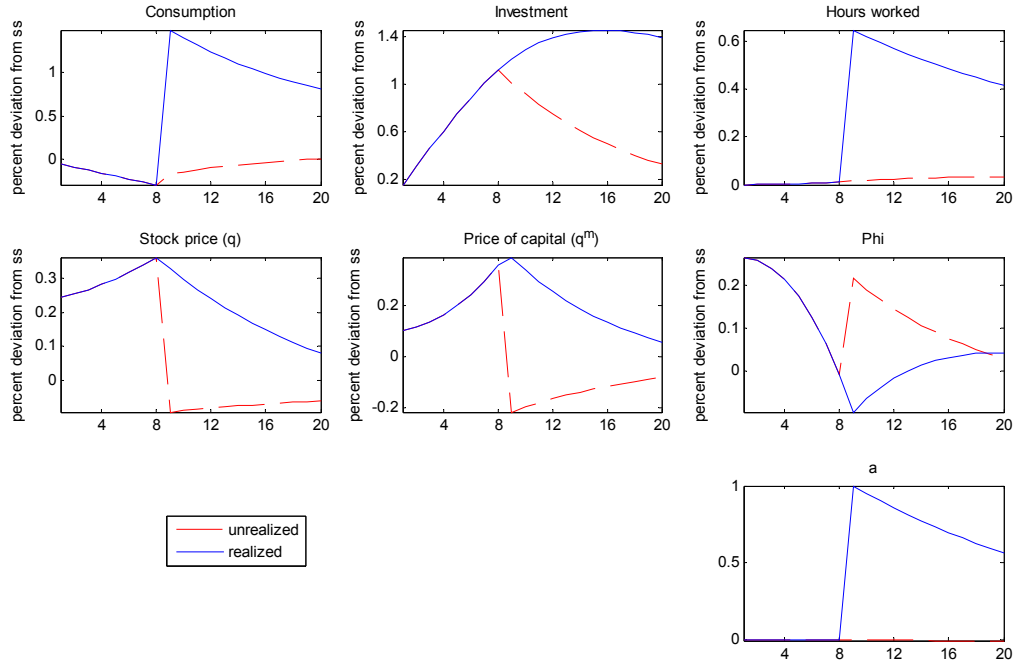 Consumption
Investment
Hours worked
percent deviation from ss
1
0
4 8 12 16 20
percent deviation from ss
1.4
1
0.6
0.2
4 8 12 16 20
percent deviation from ss
0.6
0.4
0.2
0
4 8 12 16 20
Stock price (q)
Price of capital (q^m)
Phi
percent deviation from ss
0.3
0.2
0.1
0
4 8 12 16 20
percent deviation from ss
0.2
0
-0.2
4 8 12 16 20
percent deviation from ss
0.2
0.1
0
4 8 12 16 20
unrealized
realized
a
1
0.5
0
4 8 12 16 20